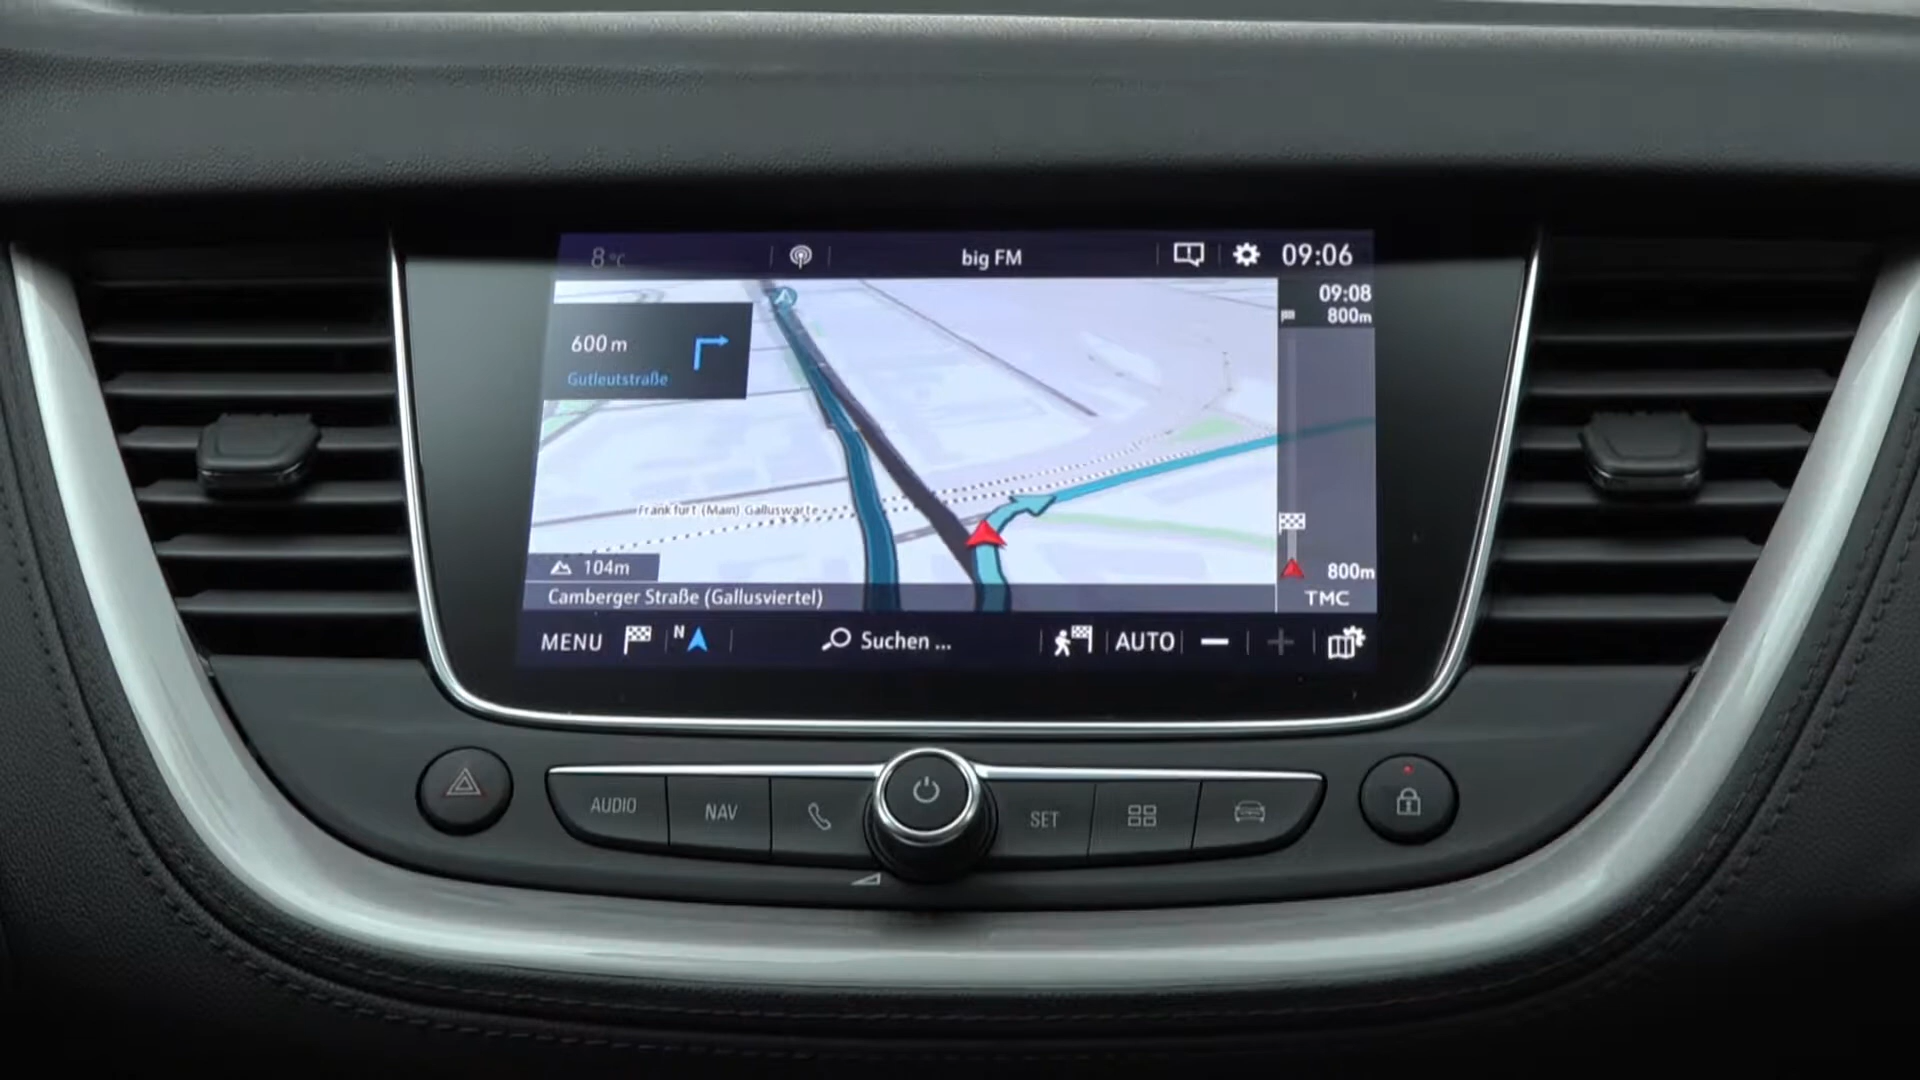 8 °C
big FM
09:06
09:08
800m
600 m
Gutleutstraße
Frankfurt (Main) Galluswarte
104m
800m
Camberger Straße (Gallusviertel)
TMC
MENU
N
Suchen ...
AUTO
AUDIO
NAV
SET